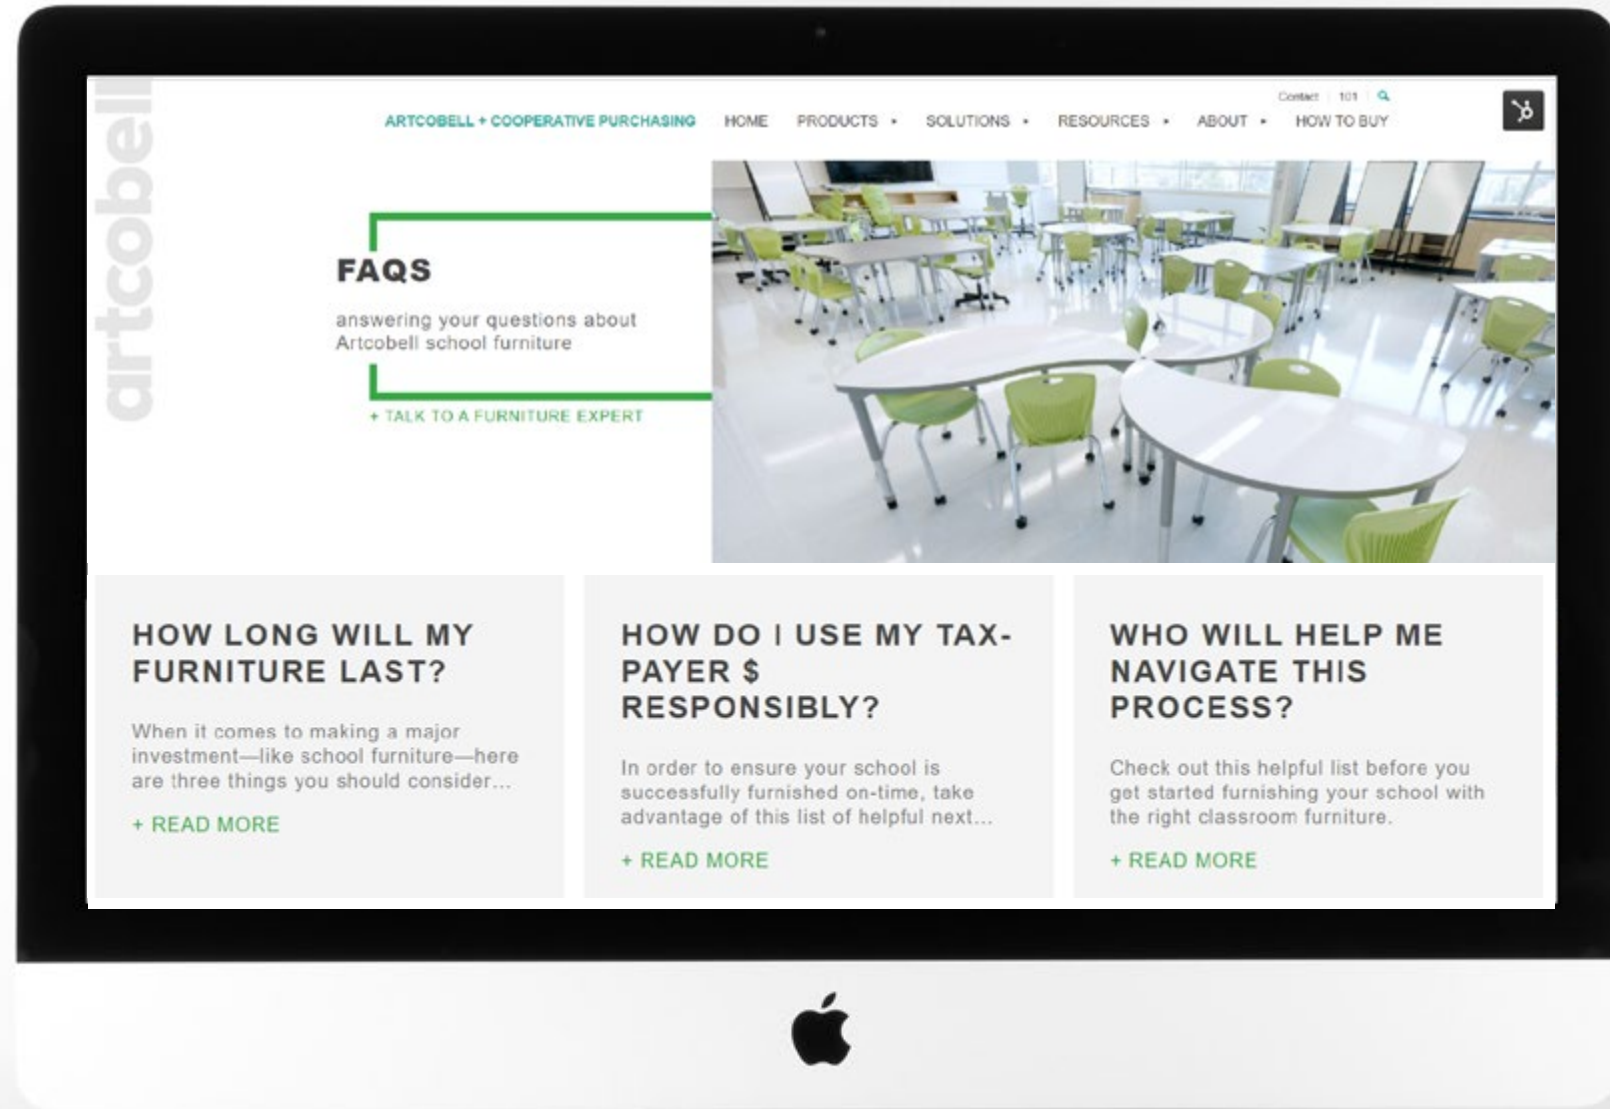 artcobell
Contact
101
ARTCOBELL + COOPERATIVE PURCHASING
HOME
PRODUCTS
SOLUTIONS
RESOURCES
ABOUT
HOW TO BUY
FAQS
answering your questions about
Artcobell school furniture
+ TALK TO A FURNITURE EXPERT
HOW LONG WILL MY
FURNITURE LAST?
When it comes to making a major
investment—like school furniture—here
are three things you should consider...
+ READ MORE
HOW DO I USE MY TAX-
PAYER $
RESPONSIBLY?
In order to ensure your school is
successfully furnished on-time, take
advantage of this list of helpful next...
+ READ MORE
WHO WILL HELP ME
NAVIGATE THIS
PROCESS?
Check out this helpful list before you
get started furnishing your school with
the right classroom furniture.
+ READ MORE